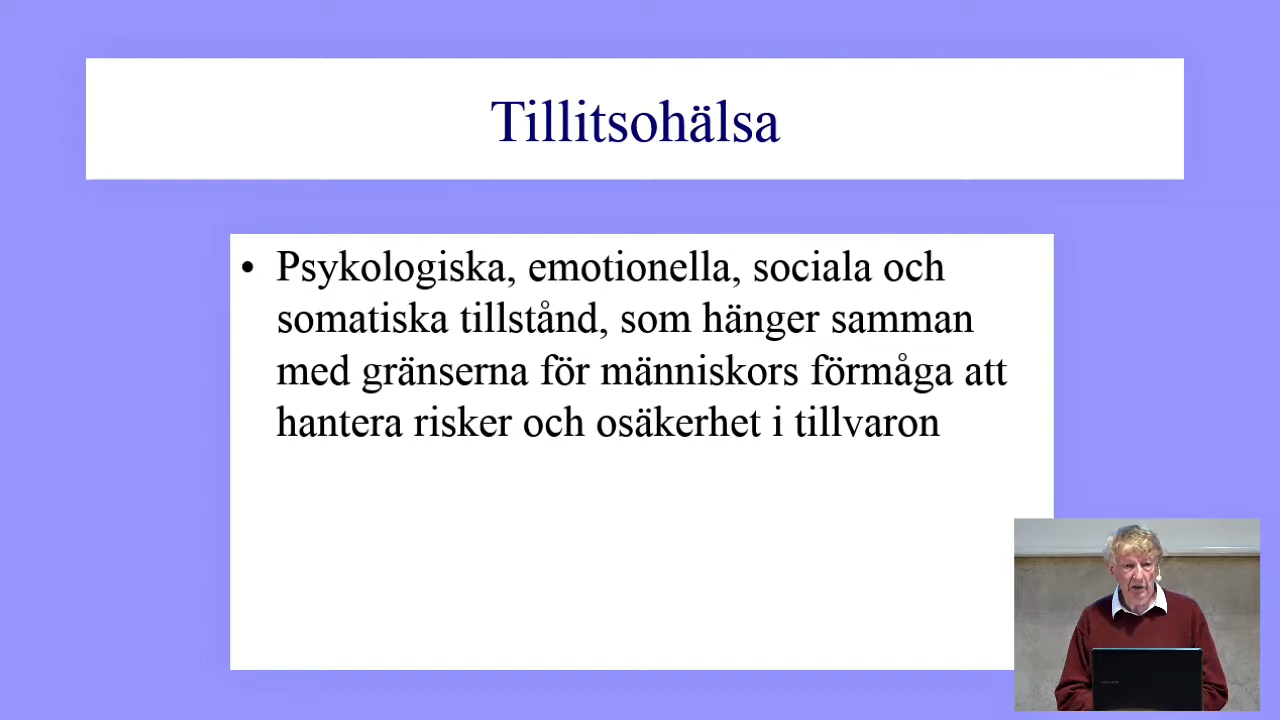 Tillitsohälsa
• Psykologiska, emotionella, sociala och
somatiska tillstånd, som hänger samman
med gränserna för människors förmåga att
hantera risker och osäkerhet i tillvaron